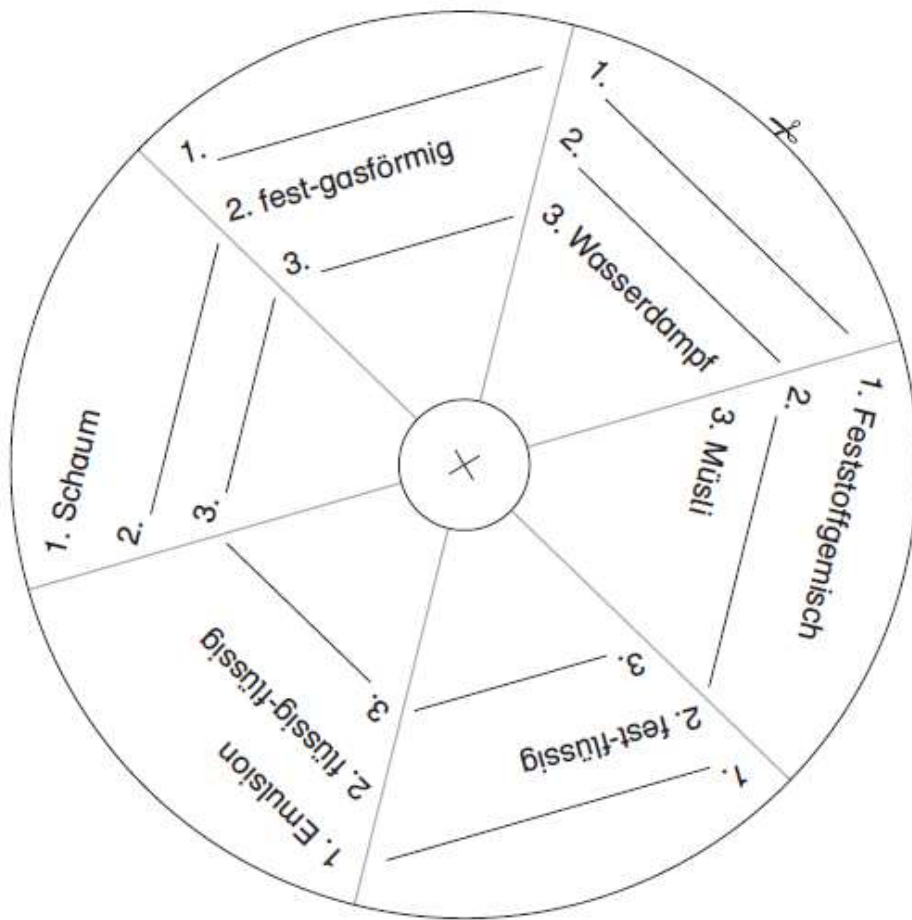 1.
2. fest-gasförmig
3.
1.
2.
3. Wasserdampf
1. Feststoffgemisch
2.
3. Müsli
1.
2. fest-flüssig
3.
1. Emulsion
2. flüssig-flüssig
3.
1. Schaum
2.
3.